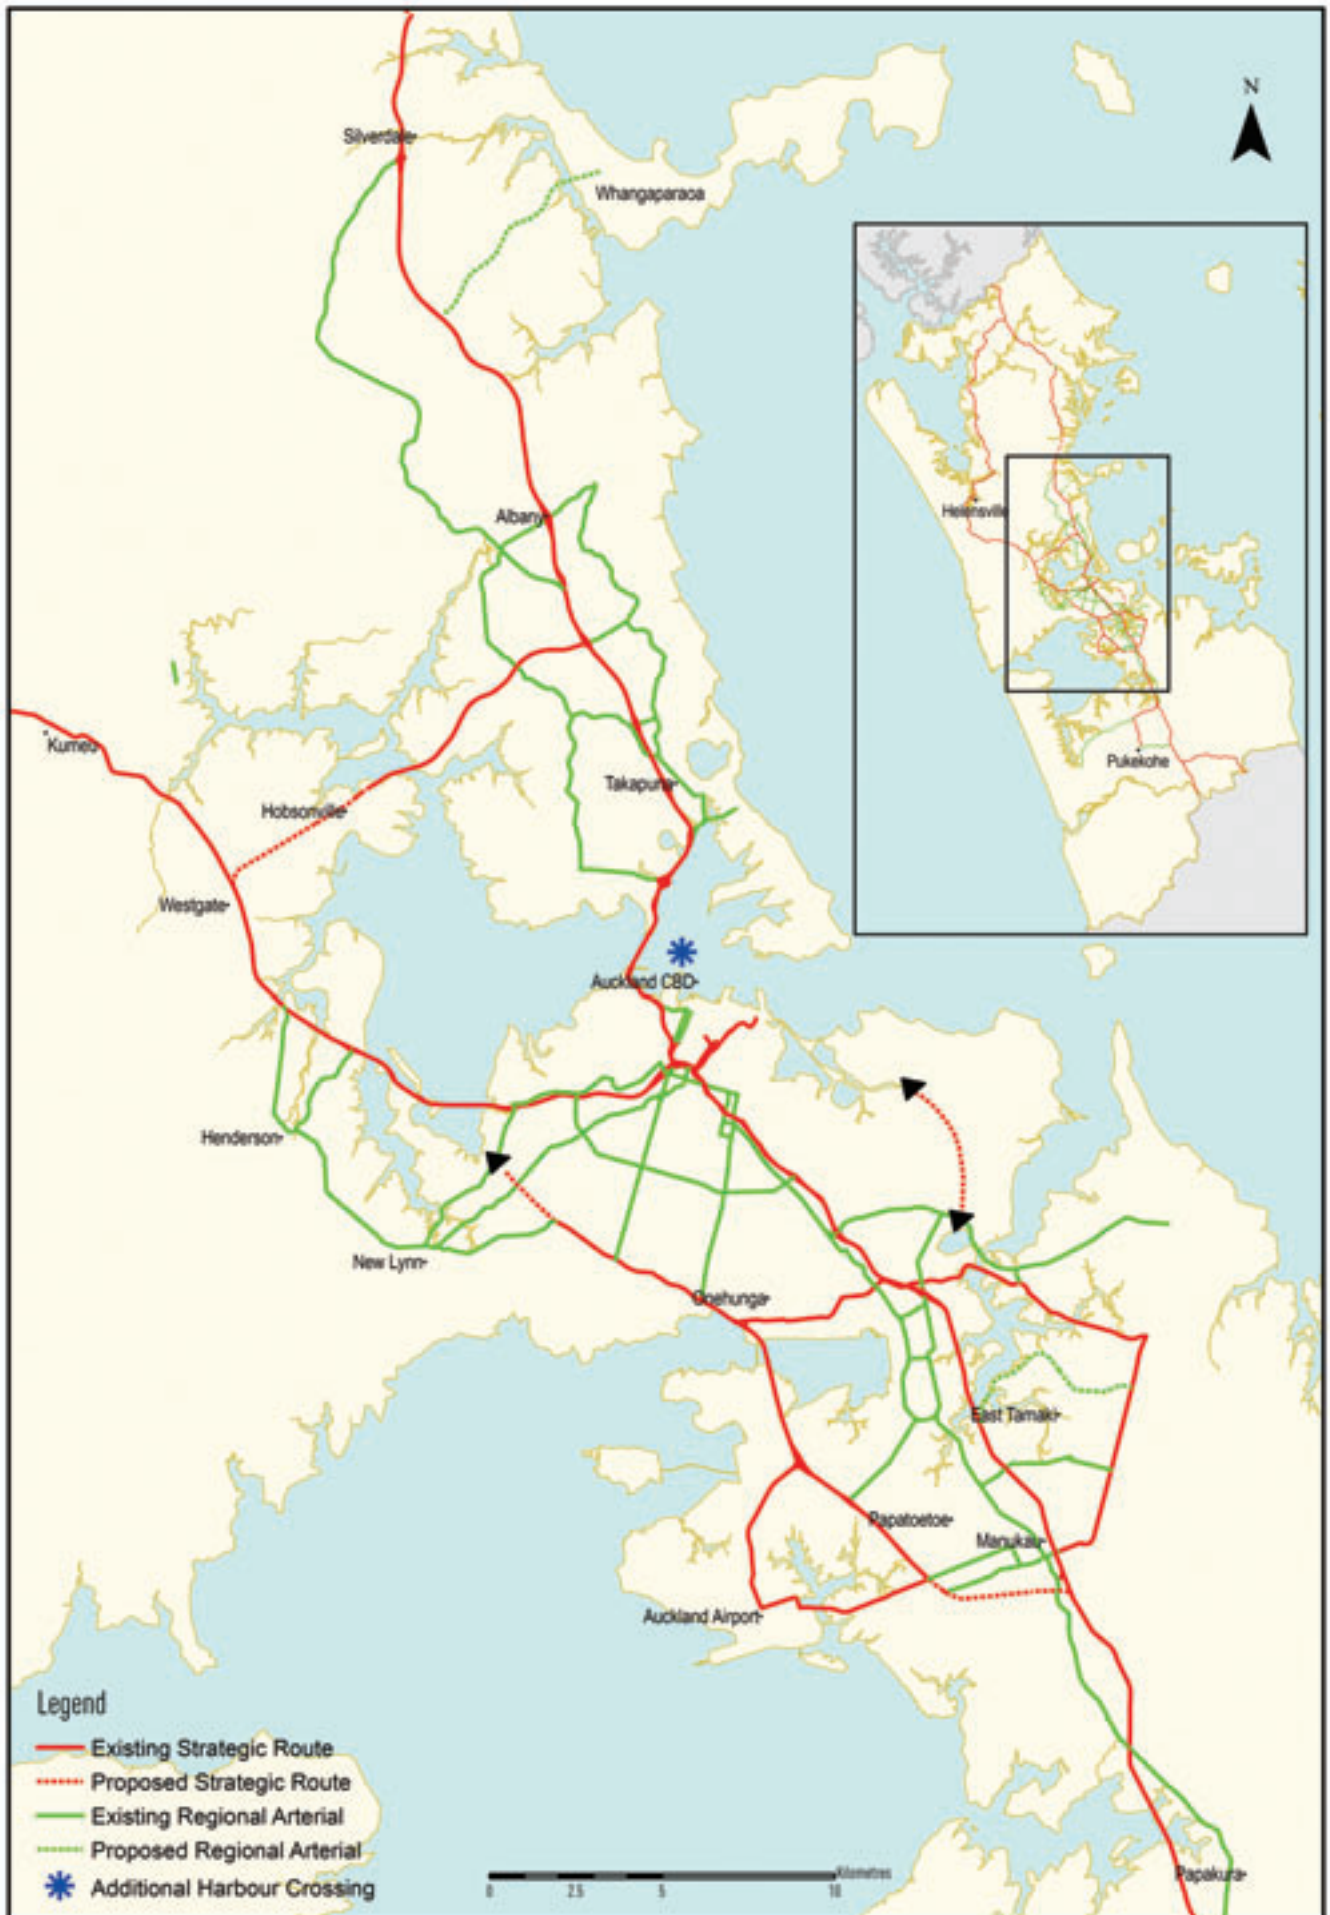 Silverdale
N
Whangaparaoa
Helensville
Albany
Kumeu
Pukekohe
Takapuna
Hobsonville
Westgate
Auckland CBD
Henderson
New Lynn
Onehunga
East Tamaki
Papatoetoe
Manukau
Auckland Airport
Legend
Existing Strategic Route
Proposed Strategic Route
Existing Regional Arterial
Proposed Regional Arterial
Additional Harbour Crossing
Kilometres
0 2.5 5 10
Papakura